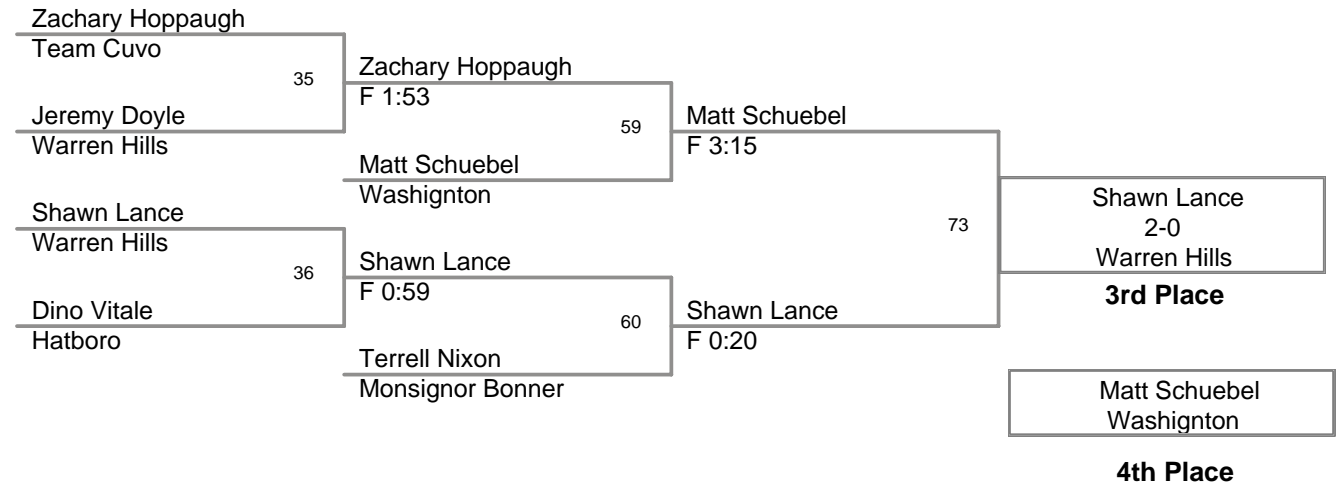 Zachary Hoppaugh
Team Cuvo
35
Zachary Hoppaugh
F 1:53
Jeremy Doyle
Warren Hills
59
Matt Schuebel
F 3:15
Matt Schuebel
Washignton
Shawn Lance
Warren Hills
73
Shawn Lance
2-0
Warren Hills
3rd Place
36
Shawn Lance
F 0:59
Dino Vitale
Hatboro
60
Shawn Lance
F 0:20
Terrell Nixon
Monsignor Bonner
Matt Schuebel
Washignton
4th Place